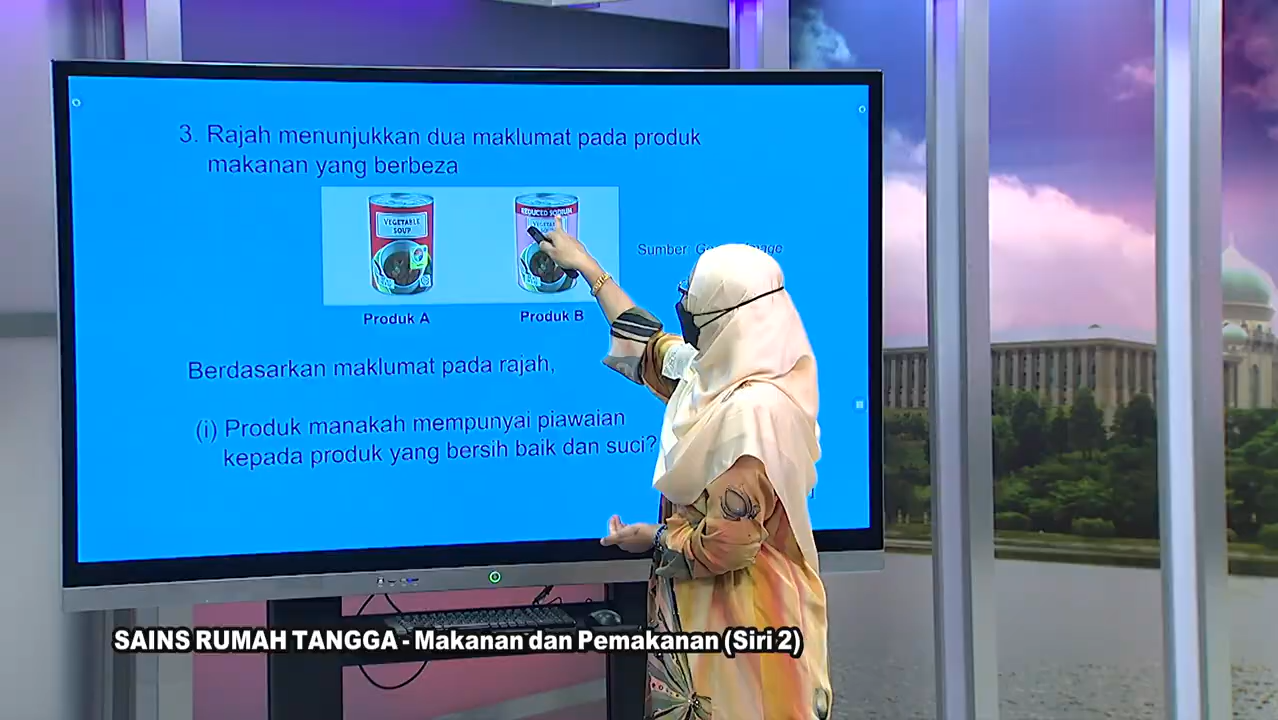 3. Rajah menunjukkan dua maklumat pada produk
makanan yang berbeza
VEGETABLE
SOUP
REDUCED SODIUM
Sumber
Produk A
Produk B
Berdasarkan maklumat pada rajah,
(i) Produk manakah mempunyai piawaian
kepada produk yang bersih baik dan suci?
SAINS RUMAH TANGGA - Makanan dan Pemakanan (Siri 2)